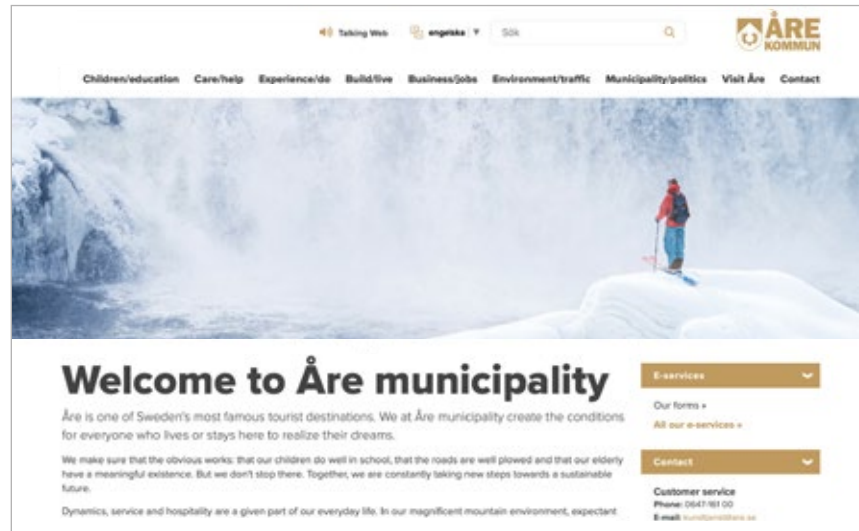 Talking Web
engelska
Sök
ÅRE
KOMMUN
Children/education Care/help Experience/do Build/live Business/jobs Environment/traffic Municipality/politics Visit Åre Contact
Welcome to Åre municipality
Åre is one of Sweden's most famous tourist destinations. We at Åre municipality create the conditions
for everyone who lives or stays here to realize their dreams.
We make sure that the obvious works: that our children do well in school, that the roads are well plowed and that our elderly
have a meaningful existence. But we don't stop there. Together, we are constantly taking new steps towards a sustainable
future.
Dynamics, service and hospitality are a given part of our everyday life. In our magnificent mountain environment, expectant
E-services
Our forms »
All our e-services »
Contact
Customer service
Phone: 0647-161 00
E-mail: